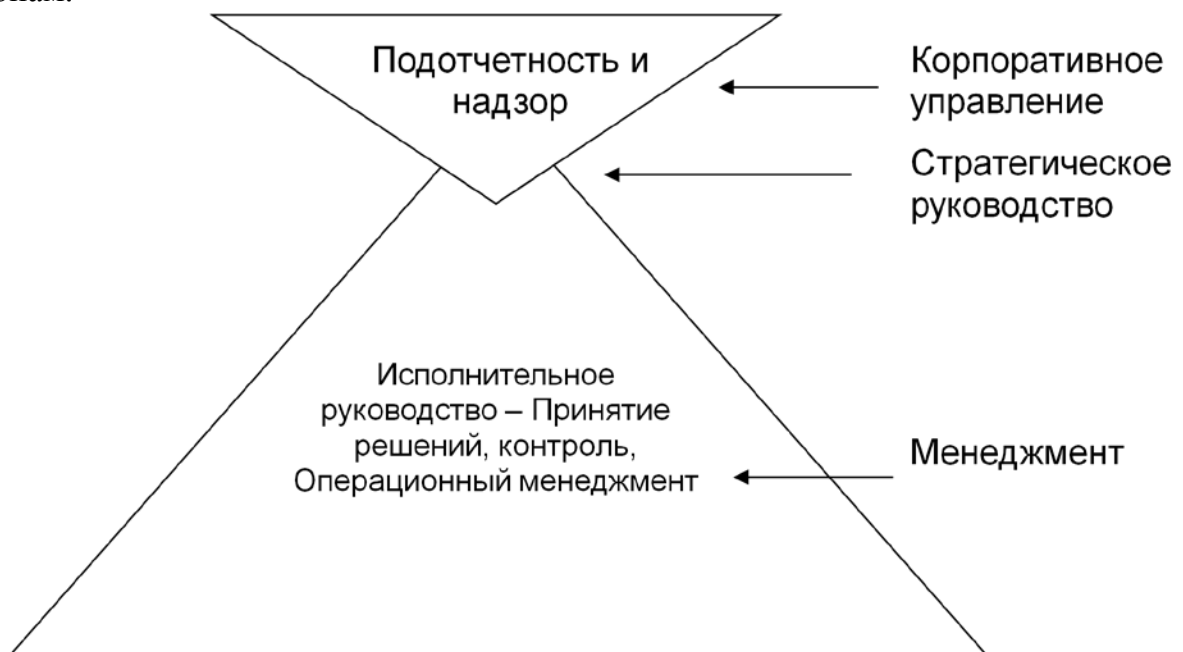 Подотчетность и
надзор
Корпоративное
управление
Стратегическое
руководство
Исполнительное
руководство – Принятие
решений, контроль,
Операционный менеджмент
Менеджмент